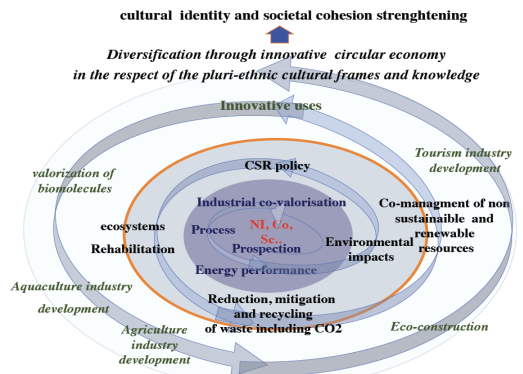 cultural identity and societal cohesion strenghtening
Diversification through innovative circular economy
in the respect of the pluri-ethnic cultural frames and knowledge
Innovative uses
Tourism industry
development
valorization of
biomolecules
CSR policy
Industrial co-valorisation
Co-managment of non
sustainaible and
renewable
resources
ecosystems
Rehabilitation
Process
NI, Co,
Sc..
Prospection
Environmental
impacts
Energy performance
Aquaculture industry
development
Reduction, mitigation
and recycling
of waste including CO2
Agriculture
industry
development
Eco-construction